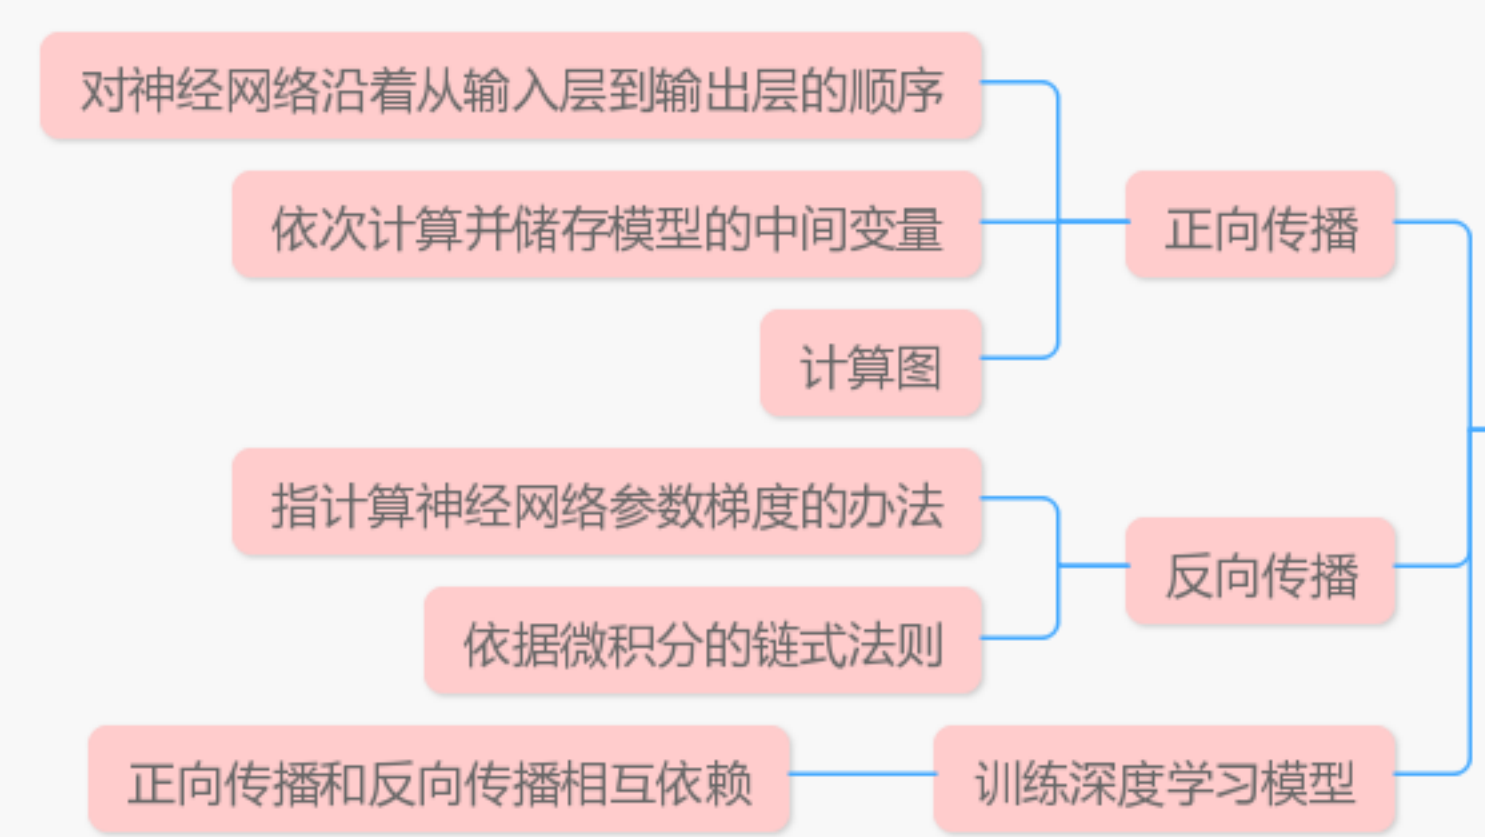 对神经网络沿着从输入层到输出层的顺序
依次计算并储存模型的中间变量
正向传播
计算图
指计算神经网络参数梯度的办法
反向传播
依据微积分的链式法则
正向传播和反向传播相互依赖
训练深度学习模型